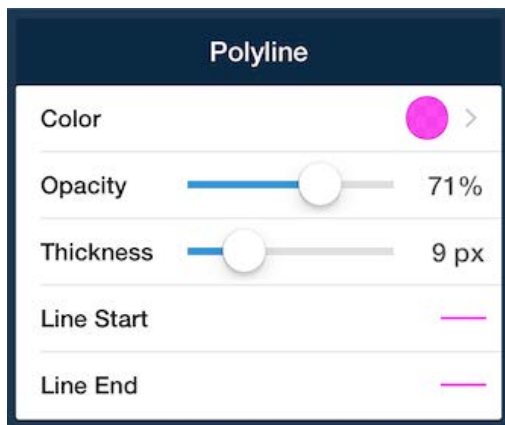 Polyline
Color
Opacity 71%
Thickness 9 px
Line Start
Line End